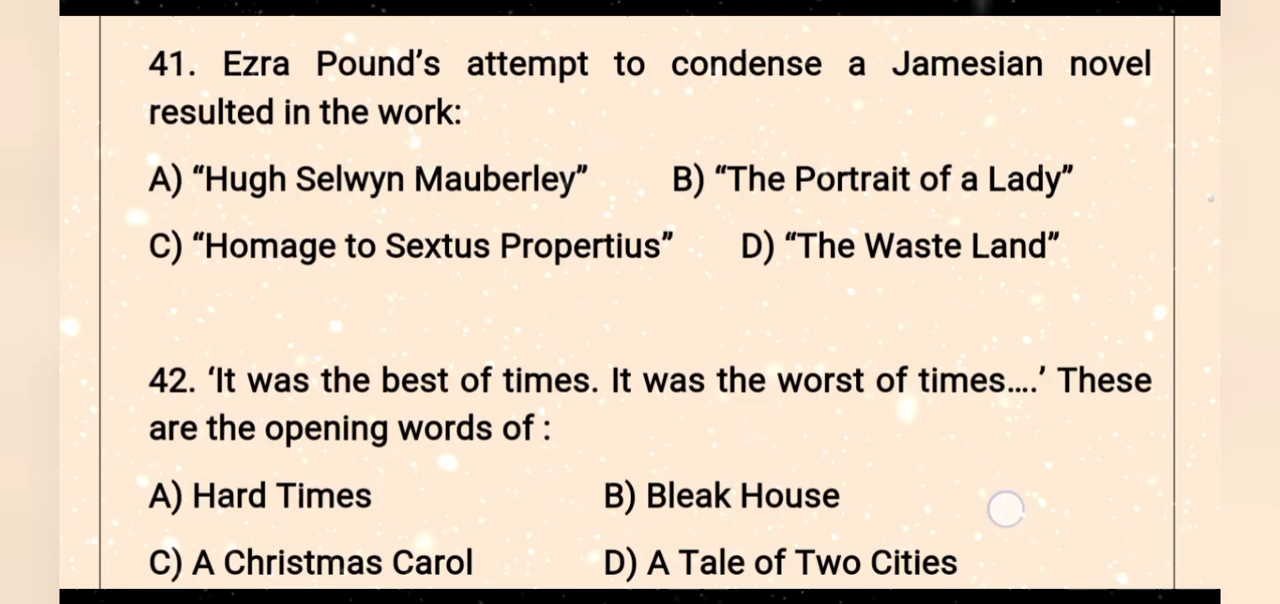 41. Ezra Pound’s attempt to condense a Jamesian novel
resulted in the work:
A) “Hugh Selwyn Mauberley” B) “The Portrait of a Lady”
C) “Homage to Sextus Propertius” D) “The Waste Land”
42. ‘It was the best of times. It was the worst of times....’ These
are the opening words of :
A) Hard Times B) Bleak House
C) A Christmas Carol D) A Tale of Two Cities